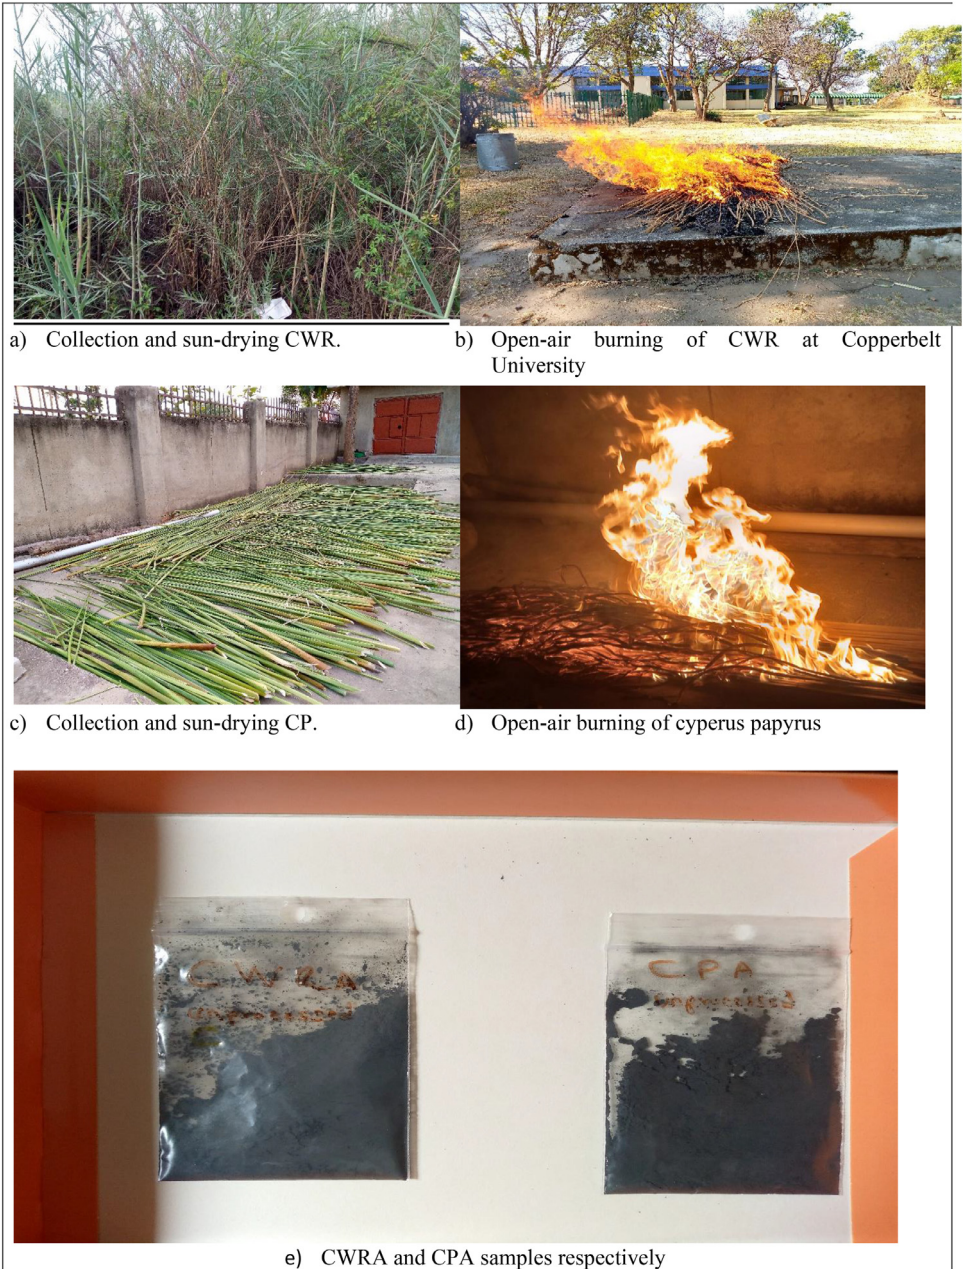 a) Collection and sun-drying CWR.
b) Open-air burning of CWR at Copperbelt
University
c) Collection and sun-drying CP.
d) Open-air burning of cyperus papyrus
CWRA
CPA
e) CWRA and CPA samples respectively